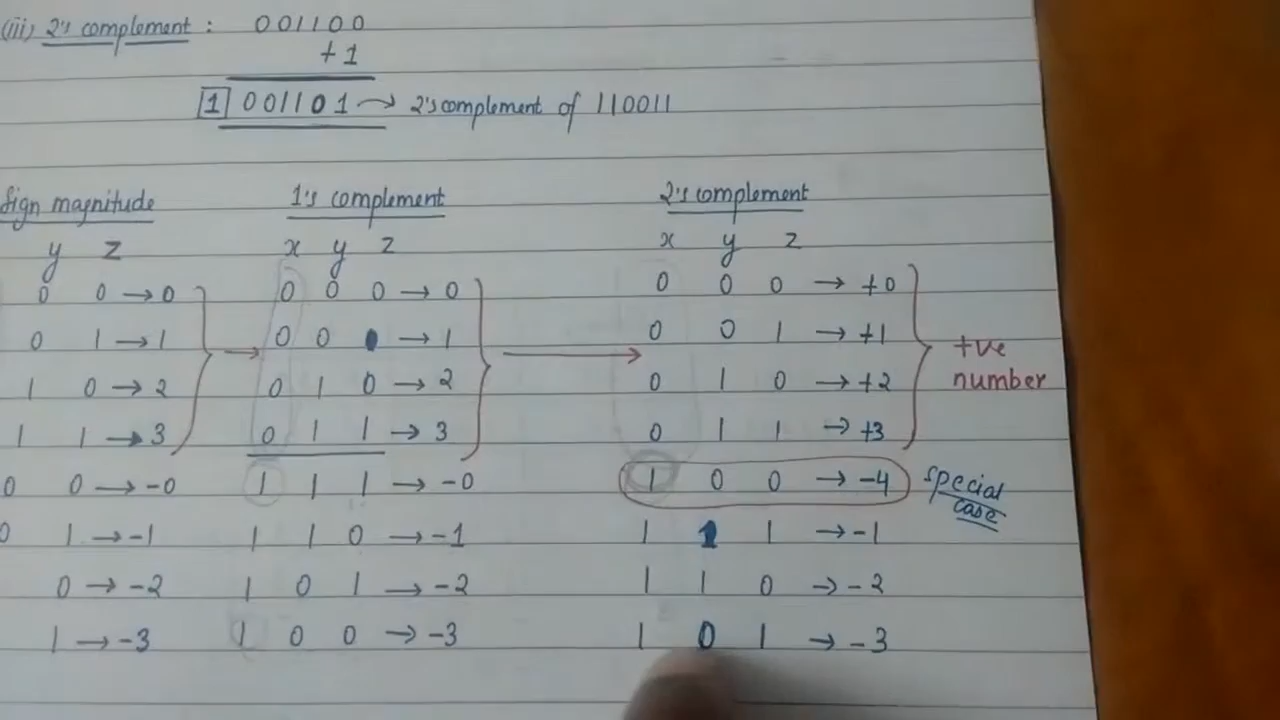 (iii) 2's complement : 001100
+1
1 001101 → 2's complement of 110011
Sign magnitude 1's complement 2's complement
y z x y z x y z
0 0 → 0 0 0 0 → 0 0 0 0 → +0
0 1 → 1 0 0 → 1 0 0 1 → +1
1 0 → 2 0 1 0 → 2 0 1 0 → +2
1 1 → 3 0 1 1 → 3 0 1 1 → +3
+ve
number
0 0 → -0 1 1 1 → -0 1 0 0 → -4 special
case
0 1 → -1 1 1 0 → -1 1 1 1 → -1
0 → -2 1 0 1 → -2 1 1 0 → -2
1 → -3 1 0 0 → -3 1 0 1 → -3